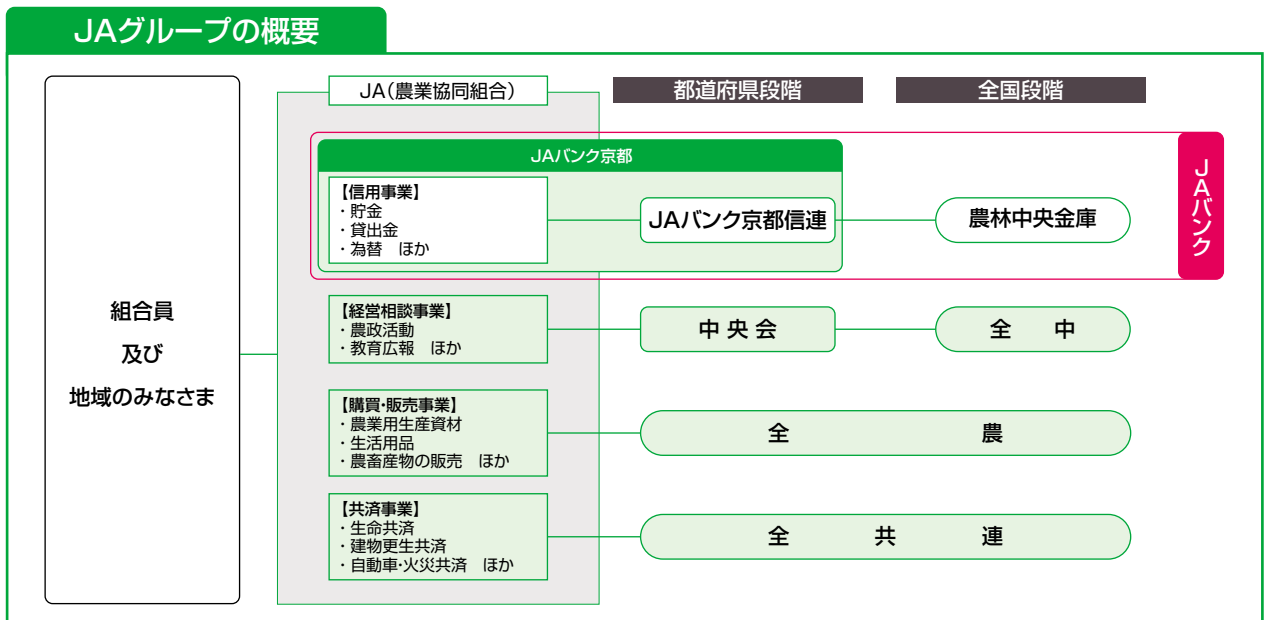 JAグループの概要
JA(農業協同組合)
都道府県段階
全国段階
組合員
及び
地域のみなさま
JAバンク京都
JAバンク
【信用事業】
・貯金
・貸出金
・為替　ほか
JAバンク京都信連
農林中央金庫
【経営相談事業】
・農政活動
・教育広報　ほか
中央会
全　中
【購買・販売事業】
・農業用生産資材
・生活用品
・農畜産物の販売　ほか
全　農
【共済事業】
・生命共済
・建物更生共済
・自動車・火災共済　ほか
全　共　連